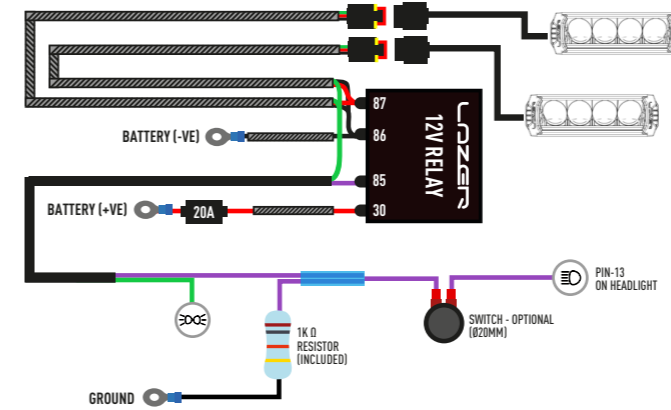 87
BATTERY (-VE)
86
LAZER
12V RELAY
85
BATTERY (+VE)
20A
30
PIN-13
ON HEADLIGHT
SWITCH - OPTIONAL
(Ø20MM)
1K Ω
RESISTOR
(INCLUDED)
GROUND